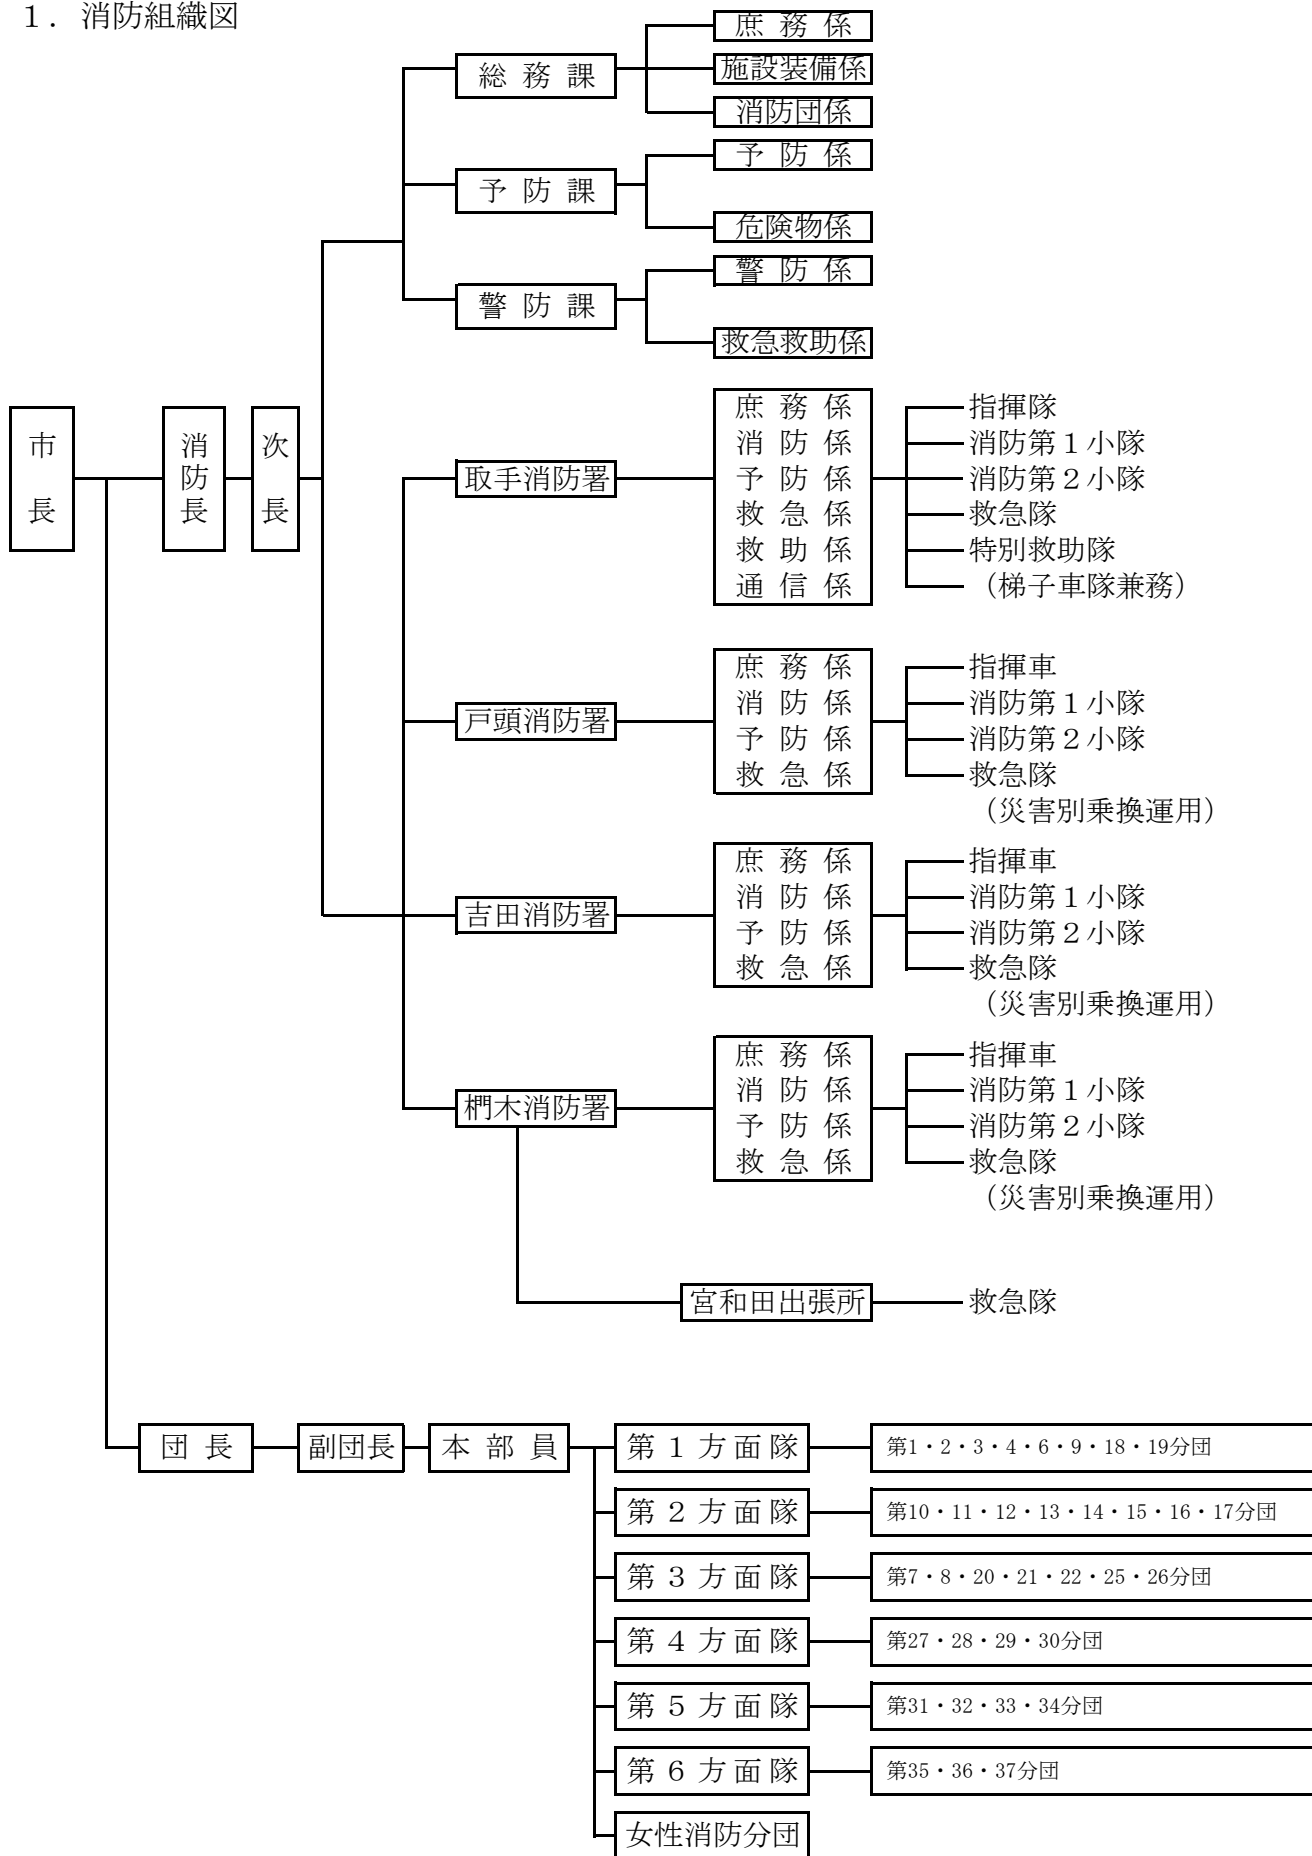 1．消防組織図
庶務係
総務課
施設装備係
消防団係
予防係
予防課
危険物係
警防係
警防課
救急救助係
市長
消防長
次長
取手消防署
庶務係
消防係
予防係
救急係
救助係
通信係
指揮隊
消防第１小隊
消防第２小隊
救急隊
特別救助隊
（梯子車隊兼務）
戸頭消防署
庶務係
消防係
予防係
救急係
指揮車
消防第１小隊
消防第２小隊
救急隊
（災害別乗換運用）
吉田消防署
庶務係
消防係
予防係
救急係
指揮車
消防第１小隊
消防第２小隊
救急隊
（災害別乗換運用）
椚木消防署
庶務係
消防係
予防係
救急係
指揮車
消防第１小隊
消防第２小隊
救急隊
（災害別乗換運用）
宮和田出張所
救急隊
団長
副団長
本部員
第１方面隊
第1・2・3・4・6・9・18・19分団
第２方面隊
第10・11・12・13・14・15・16・17分団
第３方面隊
第7・8・20・21・22・25・26分団
第４方面隊
第27・28・29・30分団
第５方面隊
第31・32・33・34分団
第６方面隊
第35・36・37分団
女性消防分団